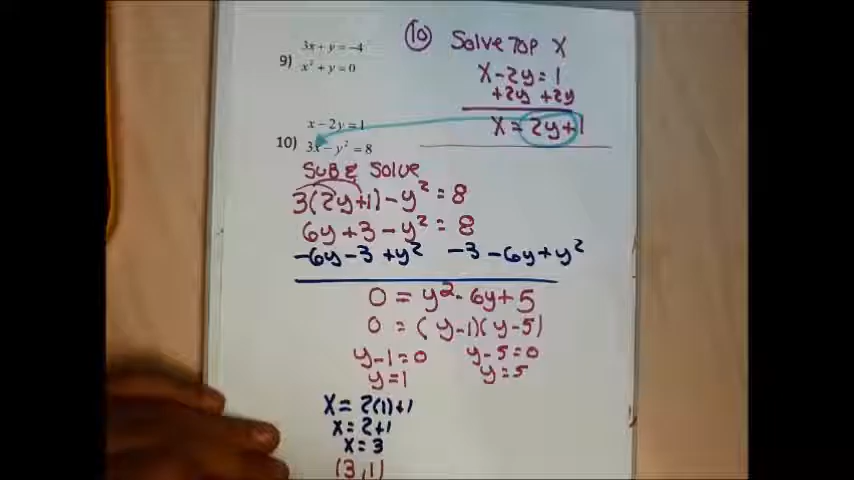 9) 3x + y = -4
x² + y = 0
10) x - 2y = 1
3x - y² = 8
⑩ Solve Top X
X - 2y = 1
+2y +2y
X = 2y+1
SUB & SOLVE
3(2y+1) - y² = 8
6y + 3 - y² = 8
-6y - 3 + y² -3 - 6y + y²
0 = y² - 6y + 5
0 = (y-1)(y-5)
y-1=0 y-5=0
y=1 y=5
X = 2(1)+1
X = 2+1
X = 3
(3,1)